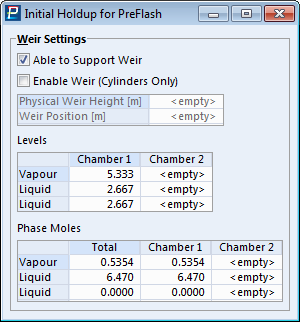 Initial Holdup for PreFlash
Weir Settings
Able to Support Weir
Enable Weir (Cylinders Only)
Physical Weir Height [m] <empty>
Weir Position [m] <empty>
Levels
Chamber 1 Chamber 2
Vapour 5.333 <empty>
Liquid 2.667 <empty>
Liquid 2.667 <empty>
Phase Moles
Total Chamber 1 Chamber 2
Vapour 0.5354 0.5354 <empty>
Liquid 6.470 6.470 <empty>
Liquid 0.0000 0.0000 <empty>